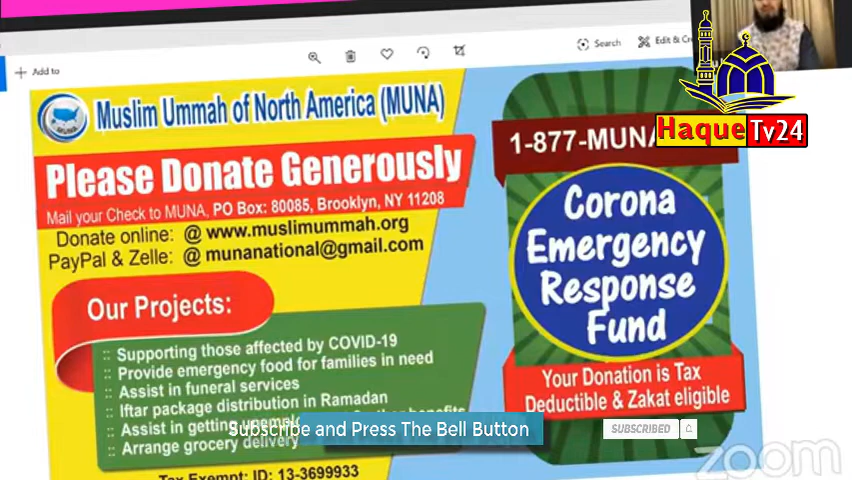 Add to
Search
Edit & Cr
Haque Tv24
Muslim Ummah of North America (MUNA)
MUNA
Please Donate Generously
Mail your Check to MUNA, PO Box: 80085, Brooklyn, NY 11208
Donate online: @ www.muslimummah.org
PayPal & Zelle: @ munanational@gmail.com
Our Projects:
:: Supporting those affected by COVID-19
:: Provide emergency food for families in need
:: Assist in funeral services
:: Iftar package distribution in Ramadan
:: Assist in getting benefits
:: Arrange grocery delivery
Tax Exempt: ID: 13-3699933
1-877-MUNA
Corona
Emergency
Response
Fund
Your Donation is Tax
Deductible & Zakat eligible
Subscribe and Press The Bell Button
SUBSCRIBED
zoom